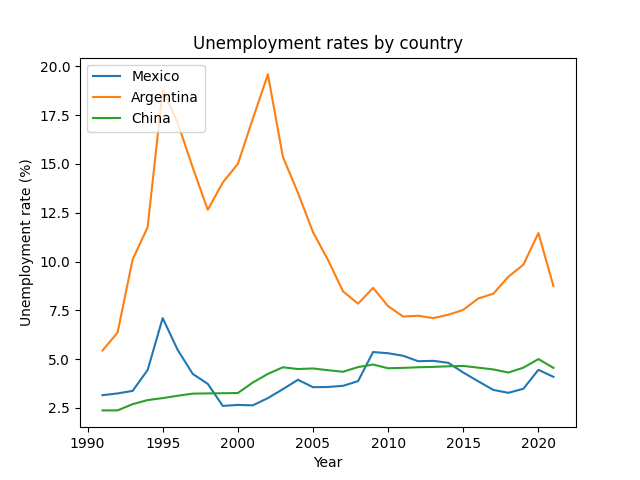 Unemployment rates by country
Mexico
Argentina
China
Unemployment rate (%)
20.0
17.5
15.0
12.5
10.0
7.5
5.0
2.5
1990
1995
2000
2005
2010
2015
2020
Year